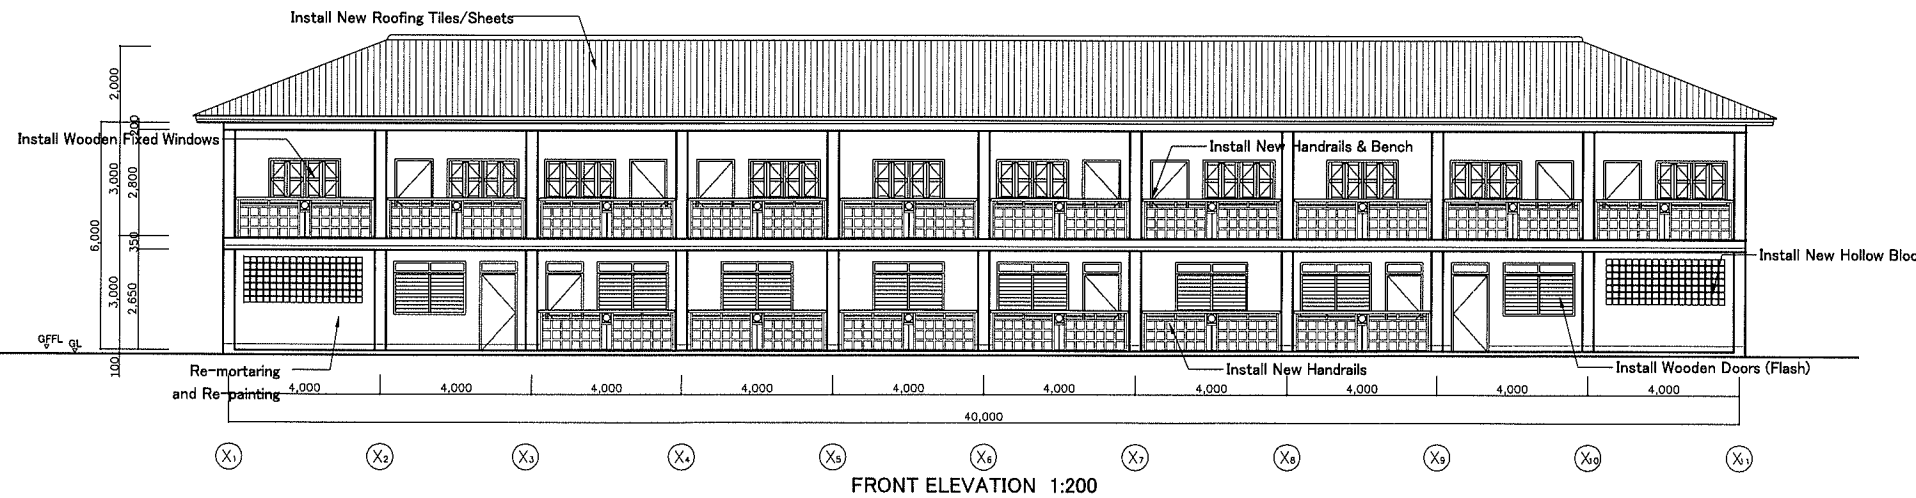 Install New Roofing Tiles/Sheets
2,000
200
Install Wooden Fixed Windows
Install New Handrails & Bench
3,000
2,800
6,000
350
Install New Hollow Bloc
3,000
2,650
GFFL
GL
100
Re-mortaring
and Re-painting
Install New Handrails
Install Wooden Doors (Flash)
4,000 4,000 4,000 4,000 4,000 4,000 4,000 4,000 4,000 4,000
40,000
X1 X2 X3 X4 X5 X6 X7 X8 X9 X10 X11
FRONT ELEVATION 1:200